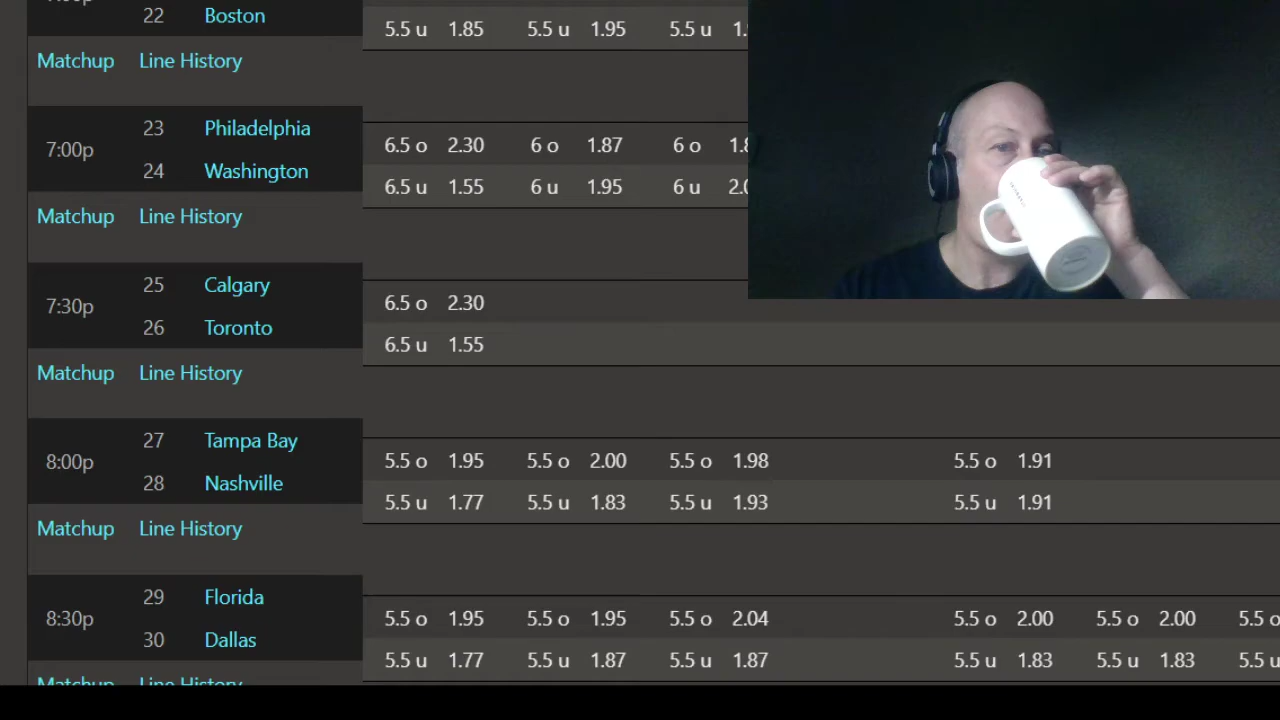 22 Boston
5.5 u 1.85 5.5 u 1.95 5.5 u
Matchup Line History
7:00p
23 Philadelphia 6.5 o 2.30 6 o 1.87 6 o
24 Washington 6.5 u 1.55 6 u 1.95 6 u
Matchup Line History
7:30p
25 Calgary 6.5 o 2.30
26 Toronto 6.5 u 1.55
Matchup Line History
8:00p
27 Tampa Bay 5.5 o 1.95 5.5 o 2.00 5.5 o 1.98 5.5 o 1.91
28 Nashville 5.5 u 1.77 5.5 u 1.83 5.5 u 1.93 5.5 u 1.91
Matchup Line History
8:30p
29 Florida 5.5 o 1.95 5.5 o 1.95 5.5 o 2.04 5.5 o 2.00 5.5 o 2.00 5.5 o
30 Dallas 5.5 u 1.77 5.5 u 1.87 5.5 u 1.87 5.5 u 1.83 5.5 u 1.83 5.5 u
Matchup Line History